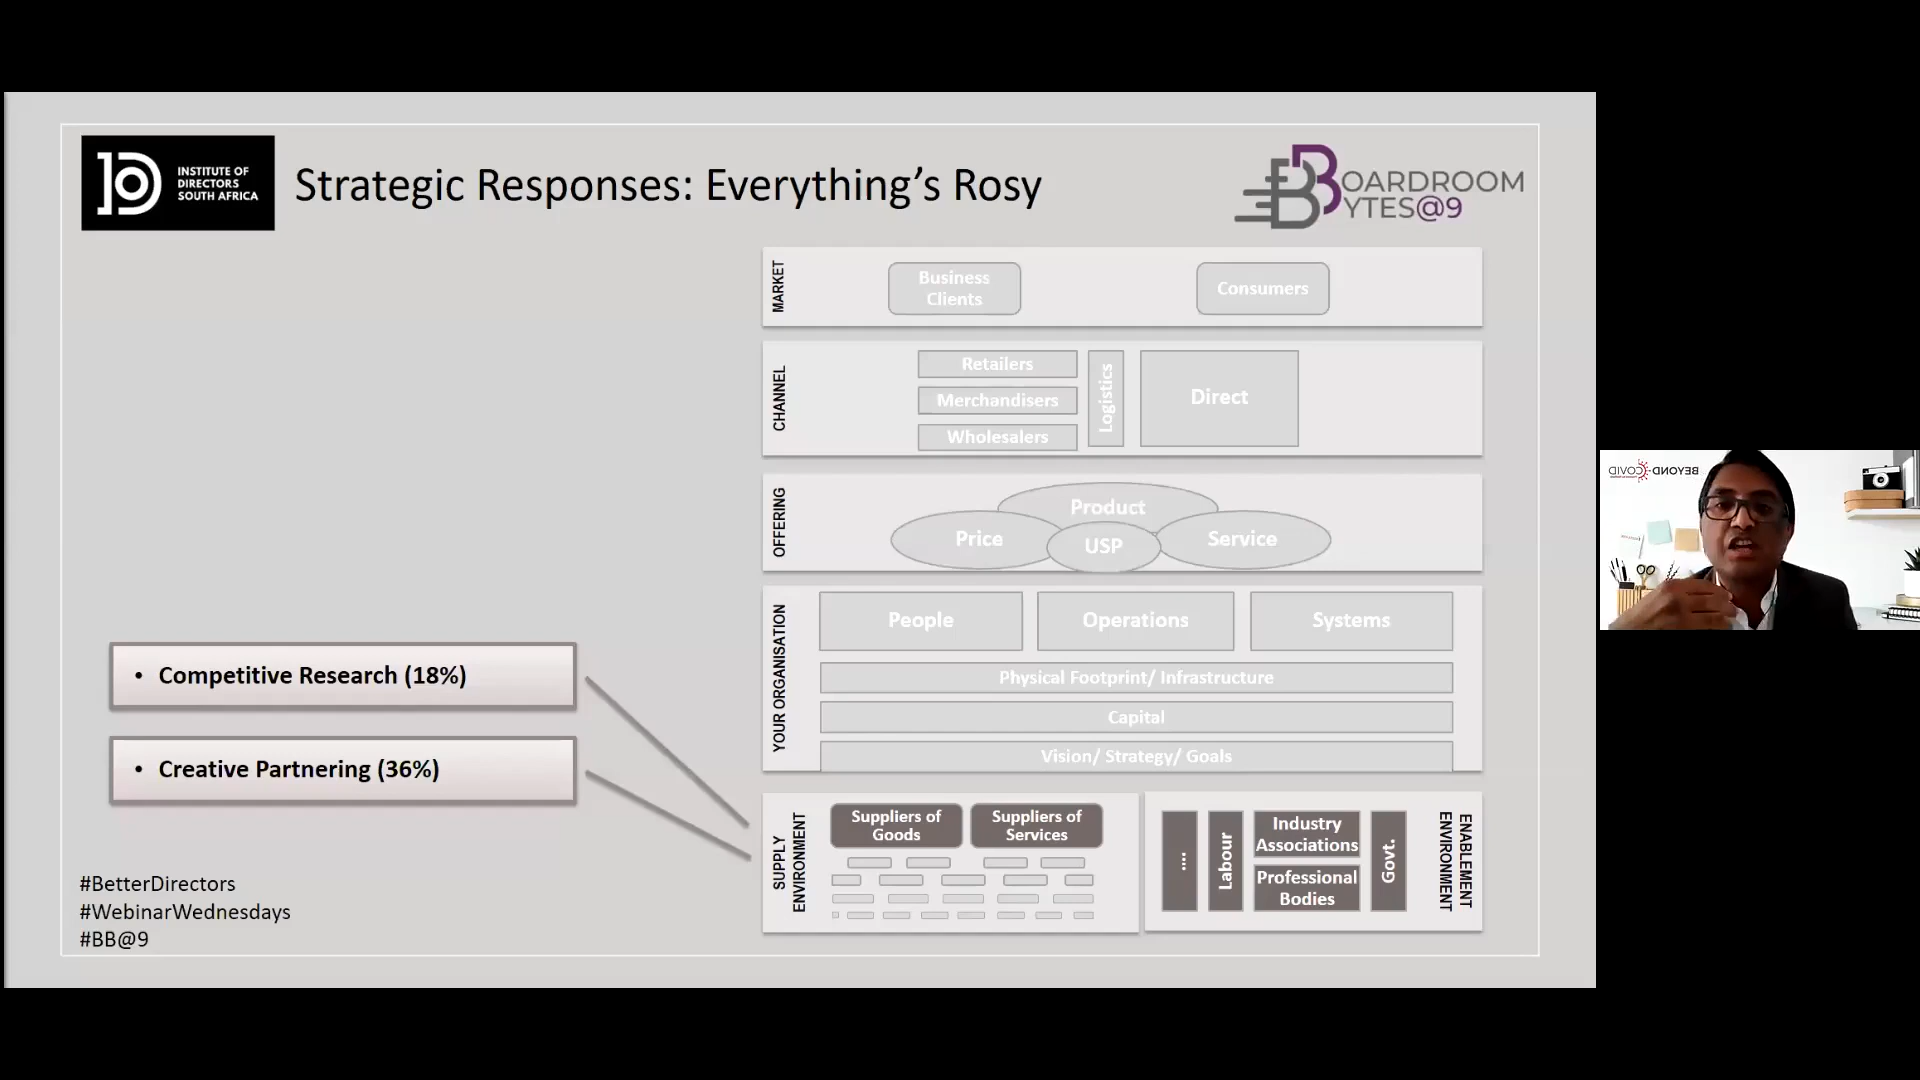 INSTITUTE OF
DIRECTORS
SOUTH AFRICA
Strategic Responses: Everything's Rosy
BOARDROOM
BYTES@9
MARKET
Business
Clients
Consumers
CHANNEL
Retailers
Merchandisers
Wholesalers
Logistics
Direct
OFFERING
Product
Price
USP
Service
YOUR ORGANISATION
People
Operations
Systems
Physical Footprint/ Infrastructure
Capital
Vision/ Strategy/ Goals
• Competitive Research (18%)
• Creative Partnering (36%)
SUPPLY
ENVIRONMENT
Suppliers of
Goods
Suppliers of
Services
....
Labour
Industry
Associations
Professional
Bodies
Govt.
ENABLEMENT
ENVIRONMENT
#BetterDirectors
#WebinarWednesdays
#BB@9
BEYOND COVID